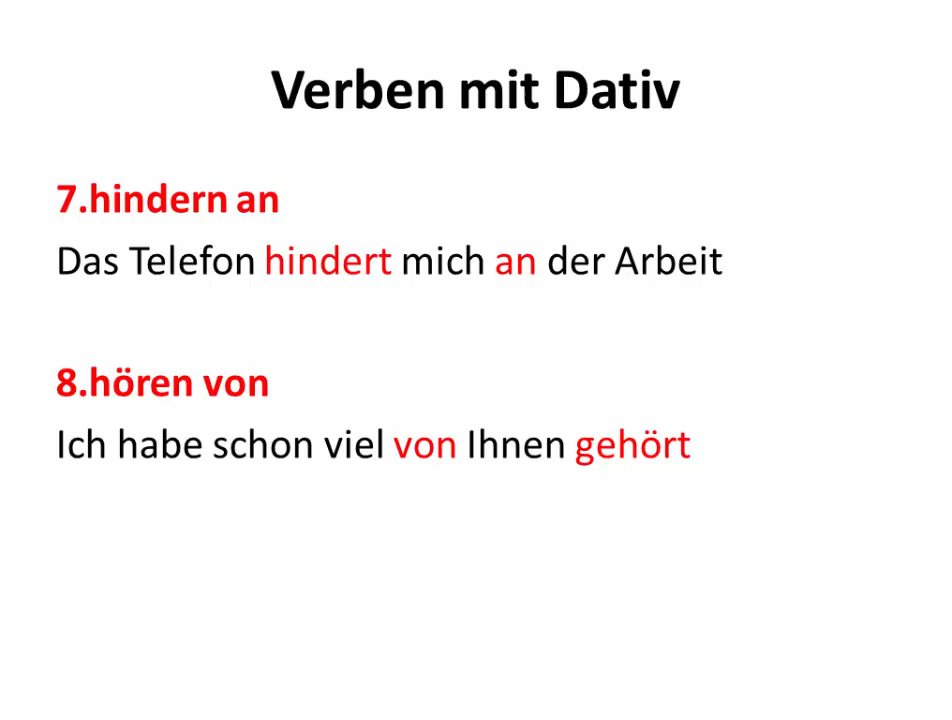 Verben mit Dativ
7.hindern an
Das Telefon hindert mich an der Arbeit
8.hören von
Ich habe schon viel von Ihnen gehört